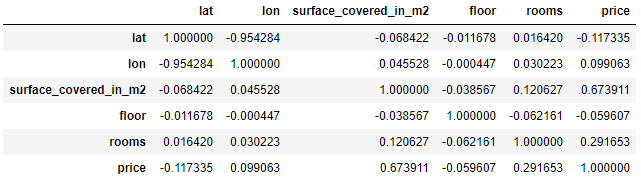 lat lon surface_covered_in_m2 floor rooms price
lat 1.000000 -0.954284 -0.068422 -0.011678 0.016420 -0.117335
lon -0.954284 1.000000 0.045528 -0.000447 0.030223 0.099063
surface_covered_in_m2 -0.068422 0.045528 1.000000 -0.038567 0.120627 0.673911
floor -0.011678 -0.000447 -0.038567 1.000000 -0.062161 -0.059607
rooms 0.016420 0.030223 0.120627 -0.062161 1.000000 0.291653
price -0.117335 0.099063 0.673911 -0.059607 0.291653 1.000000